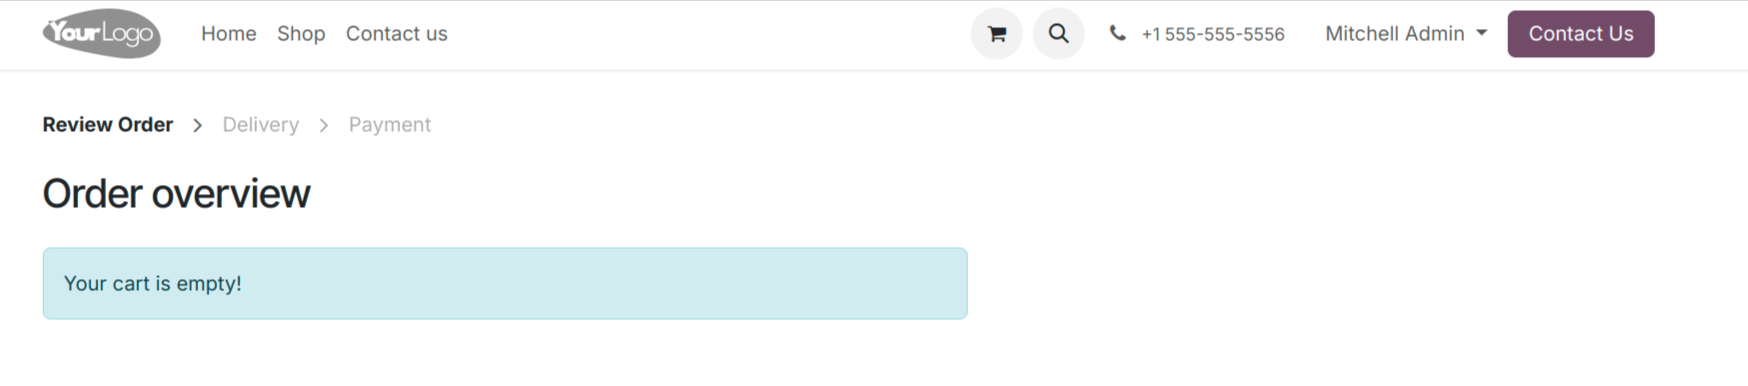 YourLogo Home Shop Contact us +1 555-555-5556 Mitchell Admin Contact Us
Review Order > Delivery > Payment
Order overview
Your cart is empty!